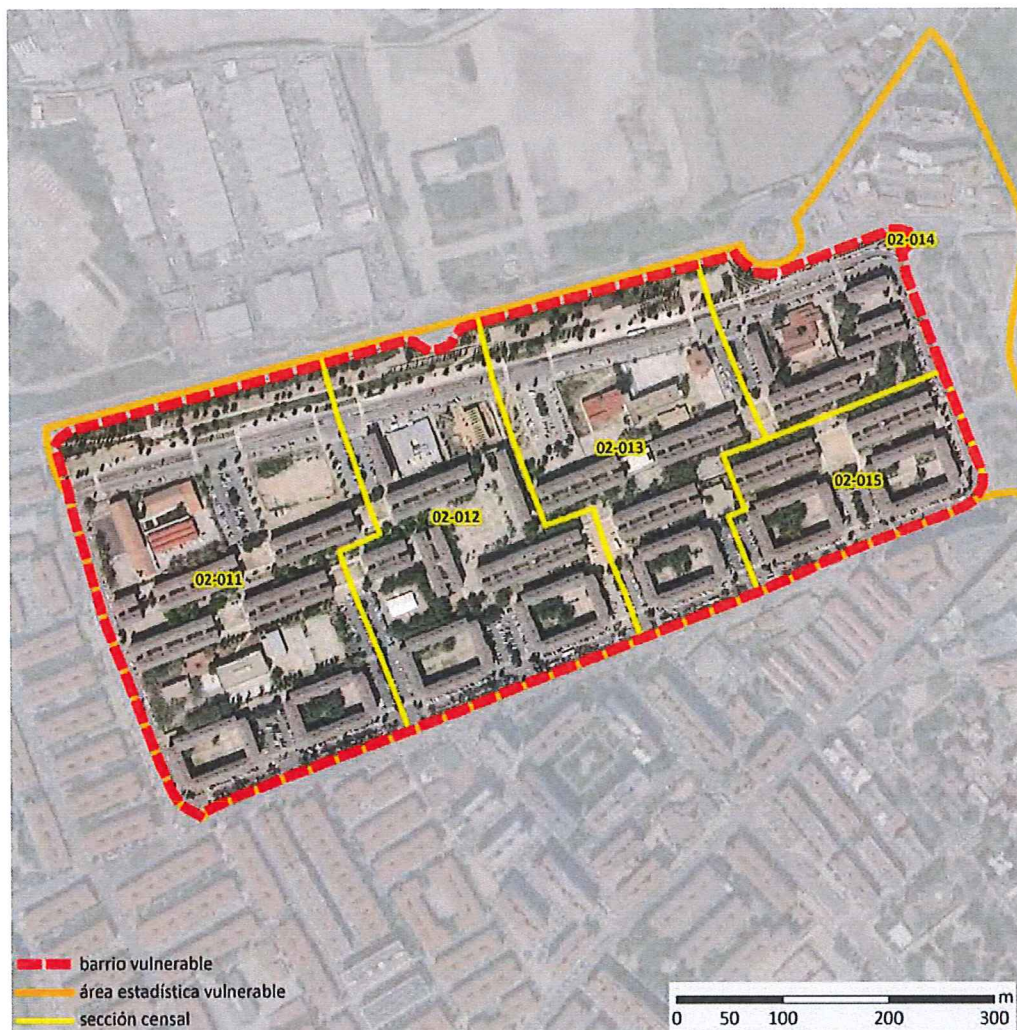 02-014
02-013
02-015
02-012
02-011
barrio vulnerable
área estadística vulnerable
sección censal
m
0 50 100 200 300